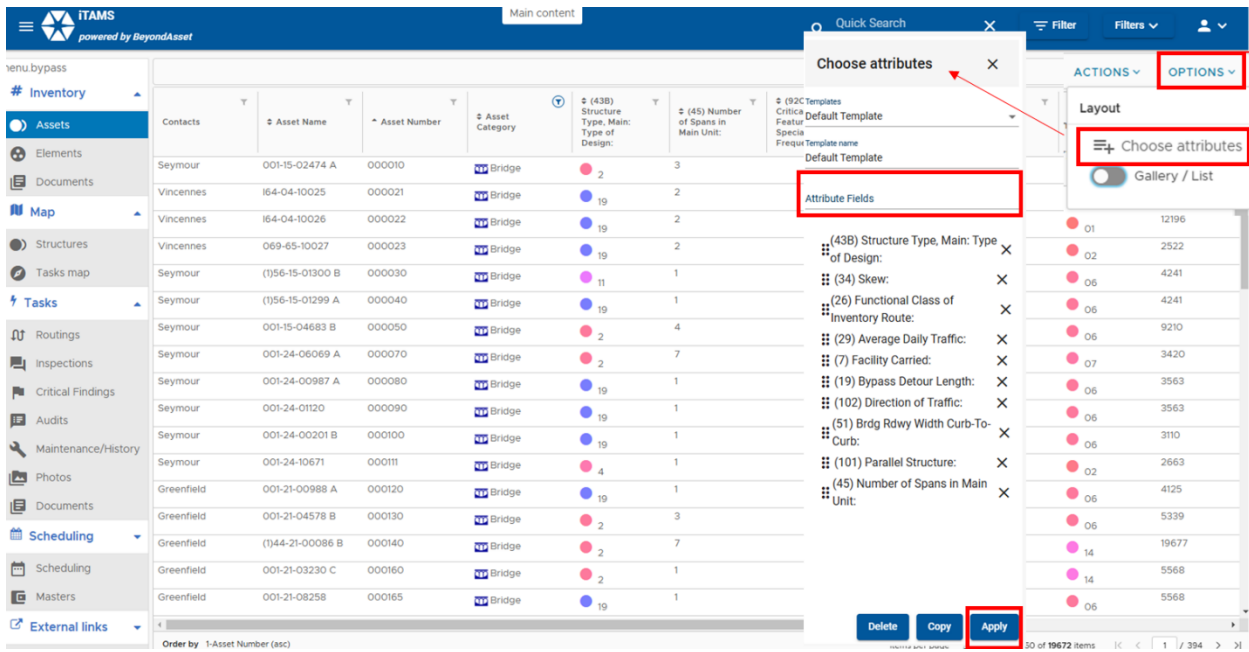 iTAMS
powered by BeyondAsset
Main content
Quick Search
Filter
Filters
menu.bypass
Inventory
Assets
Elements
Documents
Map
Structures
Tasks map
Tasks
Routings
Inspections
Critical Findings
Audits
Maintenance/History
Photos
Documents
Scheduling
Scheduling
Masters
External links
Contacts
Asset Name
Asset Number
Asset
Category
(43B)
Structure
Type, Main:
Type of
Design:
(45) Number
of Spans in
Main Unit:
(92C
Critica
Featur
Specia
Freque
Seymour 001-15-02474 A 000010 Bridge 2 3
Vincennes I64-04-10025 000021 Bridge 19 2
Vincennes I64-04-10026 000022 Bridge 19 2 01 12196
Vincennes 069-65-10027 000023 Bridge 19 2 02 2522
Seymour (1)56-15-01300 B 000030 Bridge 11 1 06 4241
Seymour (1)56-15-01299 A 000040 Bridge 19 1 06 4241
Seymour 001-15-04683 B 000050 Bridge 2 4 06 9210
Seymour 001-24-06069 A 000070 Bridge 2 7 07 3420
Seymour 001-24-00987 A 000080 Bridge 19 1 06 3563
Seymour 001-24-01120 000090 Bridge 19 1 06 3563
Seymour 001-24-00201 B 000100 Bridge 19 1 06 3110
Seymour 001-24-10671 000111 Bridge 4 1 02 2663
Greenfield 001-21-00988 A 000120 Bridge 19 1 06 4125
Greenfield 001-21-04578 B 000130 Bridge 2 3 06 5339
Greenfield (1)44-21-00086 B 000140 Bridge 2 7 14 19677
Greenfield 001-21-03230 C 000160 Bridge 2 1 14 5568
Greenfield 001-21-08258 000165 Bridge 19 1 06 5568
Order by 1-Asset Number (asc)
Items per page
50 of 19672 items
1 / 394
Choose attributes
Templates
Default Template
Template name
Default Template
Attribute Fields
(43B) Structure Type, Main: Type
of Design:
(34) Skew:
(26) Functional Class of
Inventory Route:
(29) Average Daily Traffic:
(7) Facility Carried:
(19) Bypass Detour Length:
(102) Direction of Traffic:
(51) Brdg Rdwy Width Curb-To-
Curb:
(101) Parallel Structure:
(45) Number of Spans in Main
Unit:
Delete
Copy
Apply
ACTIONS
OPTIONS
Layout
Choose attributes
Gallery / List